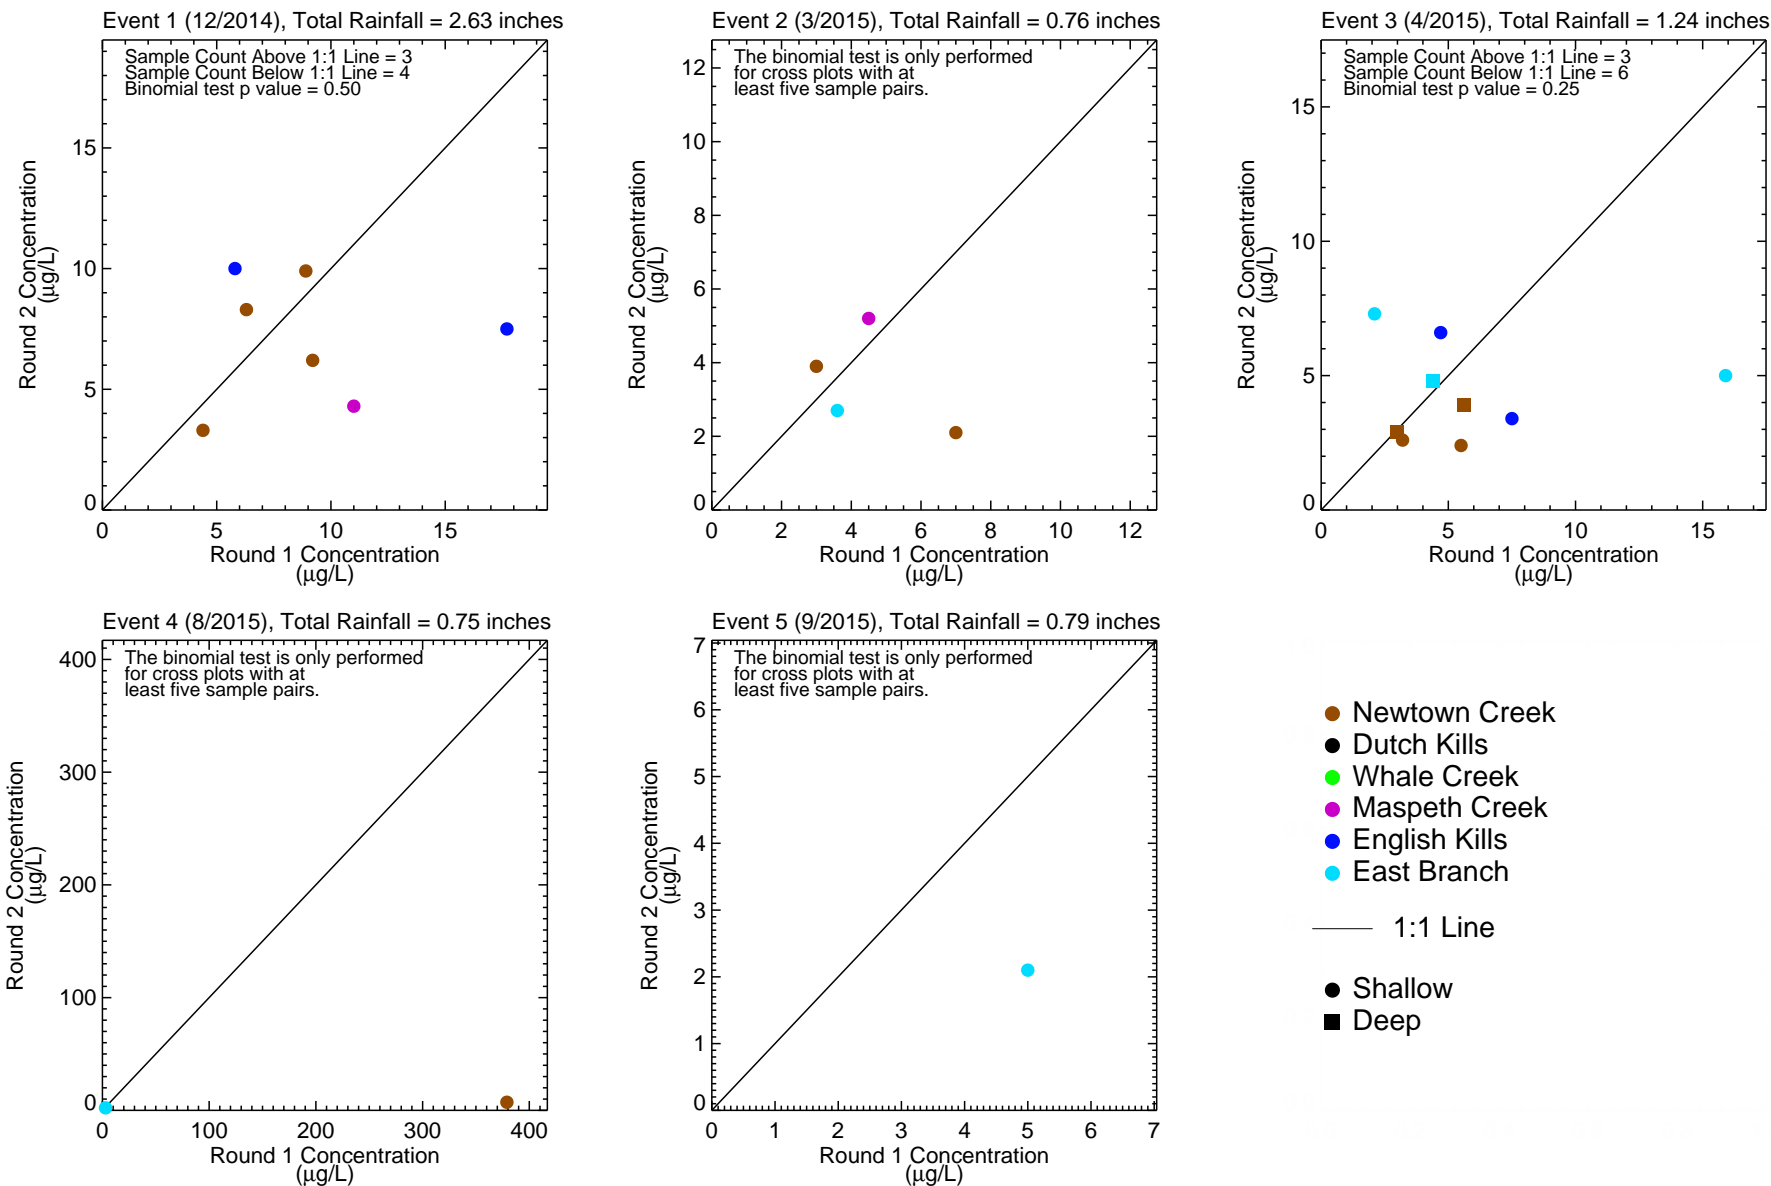 Event 1 (12/2014), Total Rainfall = 2.63 inches
Sample Count Above 1:1 Line = 3
Sample Count Below 1:1 Line = 4
Binomial test p value = 0.50
15
10
5
0
Round 2 Concentration
(µg/L)
0 5 10 15
Round 1 Concentration
(µg/L)
Event 2 (3/2015), Total Rainfall = 0.76 inches
The binomial test is only performed
for cross plots with at
least five sample pairs.
12
10
8
6
4
2
0
Round 2 Concentration
(µg/L)
0 2 4 6 8 10 12
Round 1 Concentration
(µg/L)
Event 3 (4/2015), Total Rainfall = 1.24 inches
Sample Count Above 1:1 Line = 3
Sample Count Below 1:1 Line = 6
Binomial test p value = 0.25
15
10
5
0
Round 2 Concentration
(µg/L)
0 5 10 15
Round 1 Concentration
(µg/L)
Event 4 (8/2015), Total Rainfall = 0.75 inches
The binomial test is only performed
for cross plots with at
least five sample pairs.
400
300
200
100
0
Round 2 Concentration
(µg/L)
0 100 200 300 400
Round 1 Concentration
(µg/L)
Event 5 (9/2015), Total Rainfall = 0.79 inches
The binomial test is only performed
for cross plots with at
least five sample pairs.
7
6
5
4
3
2
1
0
Round 2 Concentration
(µg/L)
0 1 2 3 4 5 6 7
Round 1 Concentration
(µg/L)
Newtown Creek
Dutch Kills
Whale Creek
Maspeth Creek
English Kills
East Branch
1:1 Line
Shallow
Deep